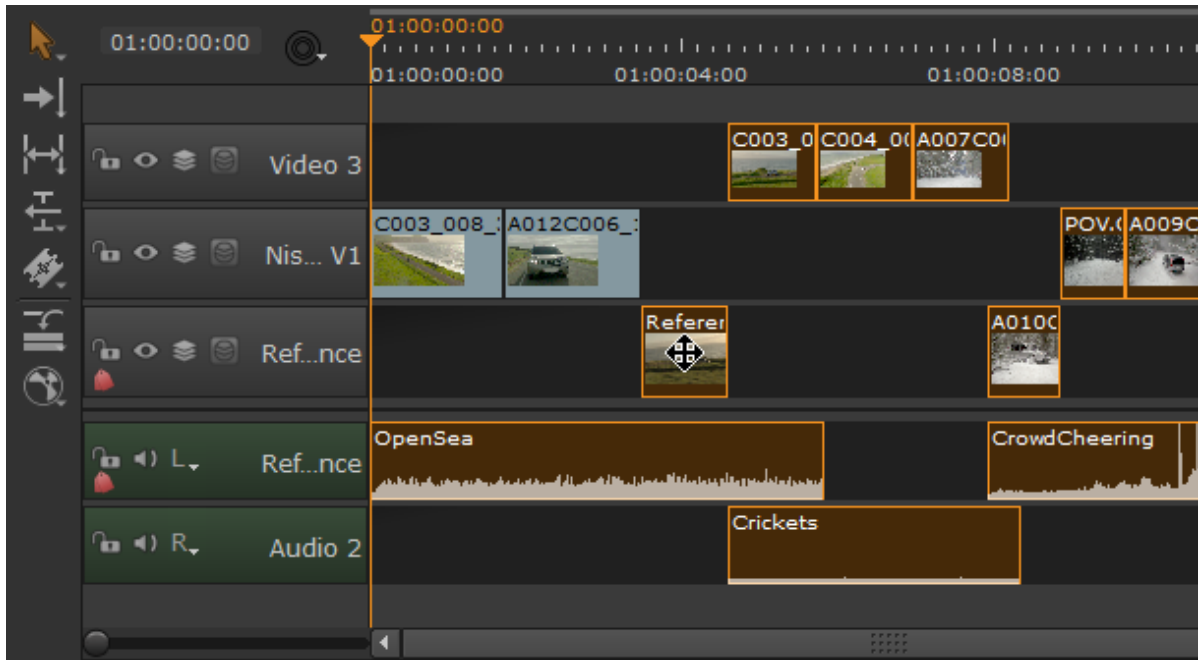 01:00:00:00
01:00:00:00
01:00:00:00 01:00:04:00 01:00:08:00
Video 3
C003_0 C004_0( A007C0(
Nis... V1
C003_008_: A012C006_: POV.( A009C
Ref...nce
Referer A010C
L
Ref...nce
OpenSea CrowdCheering
R
Audio 2
Crickets